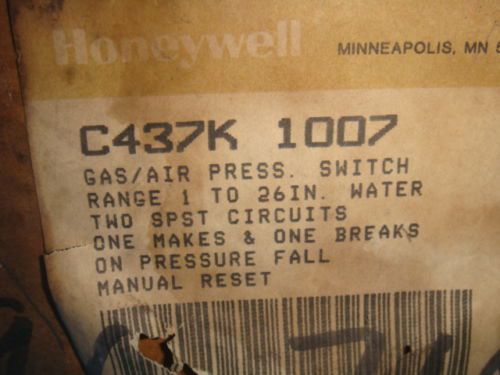 Honeywell
MINNEAPOLIS, MN
C437K 1007
GAS/AIR PRESS. SWITCH
RANGE 1 TO 26IN. WATER
TWO SPST CIRCUITS
ONE MAKES & ONE BREAKS
ON PRESSURE FALL
MANUAL RESET